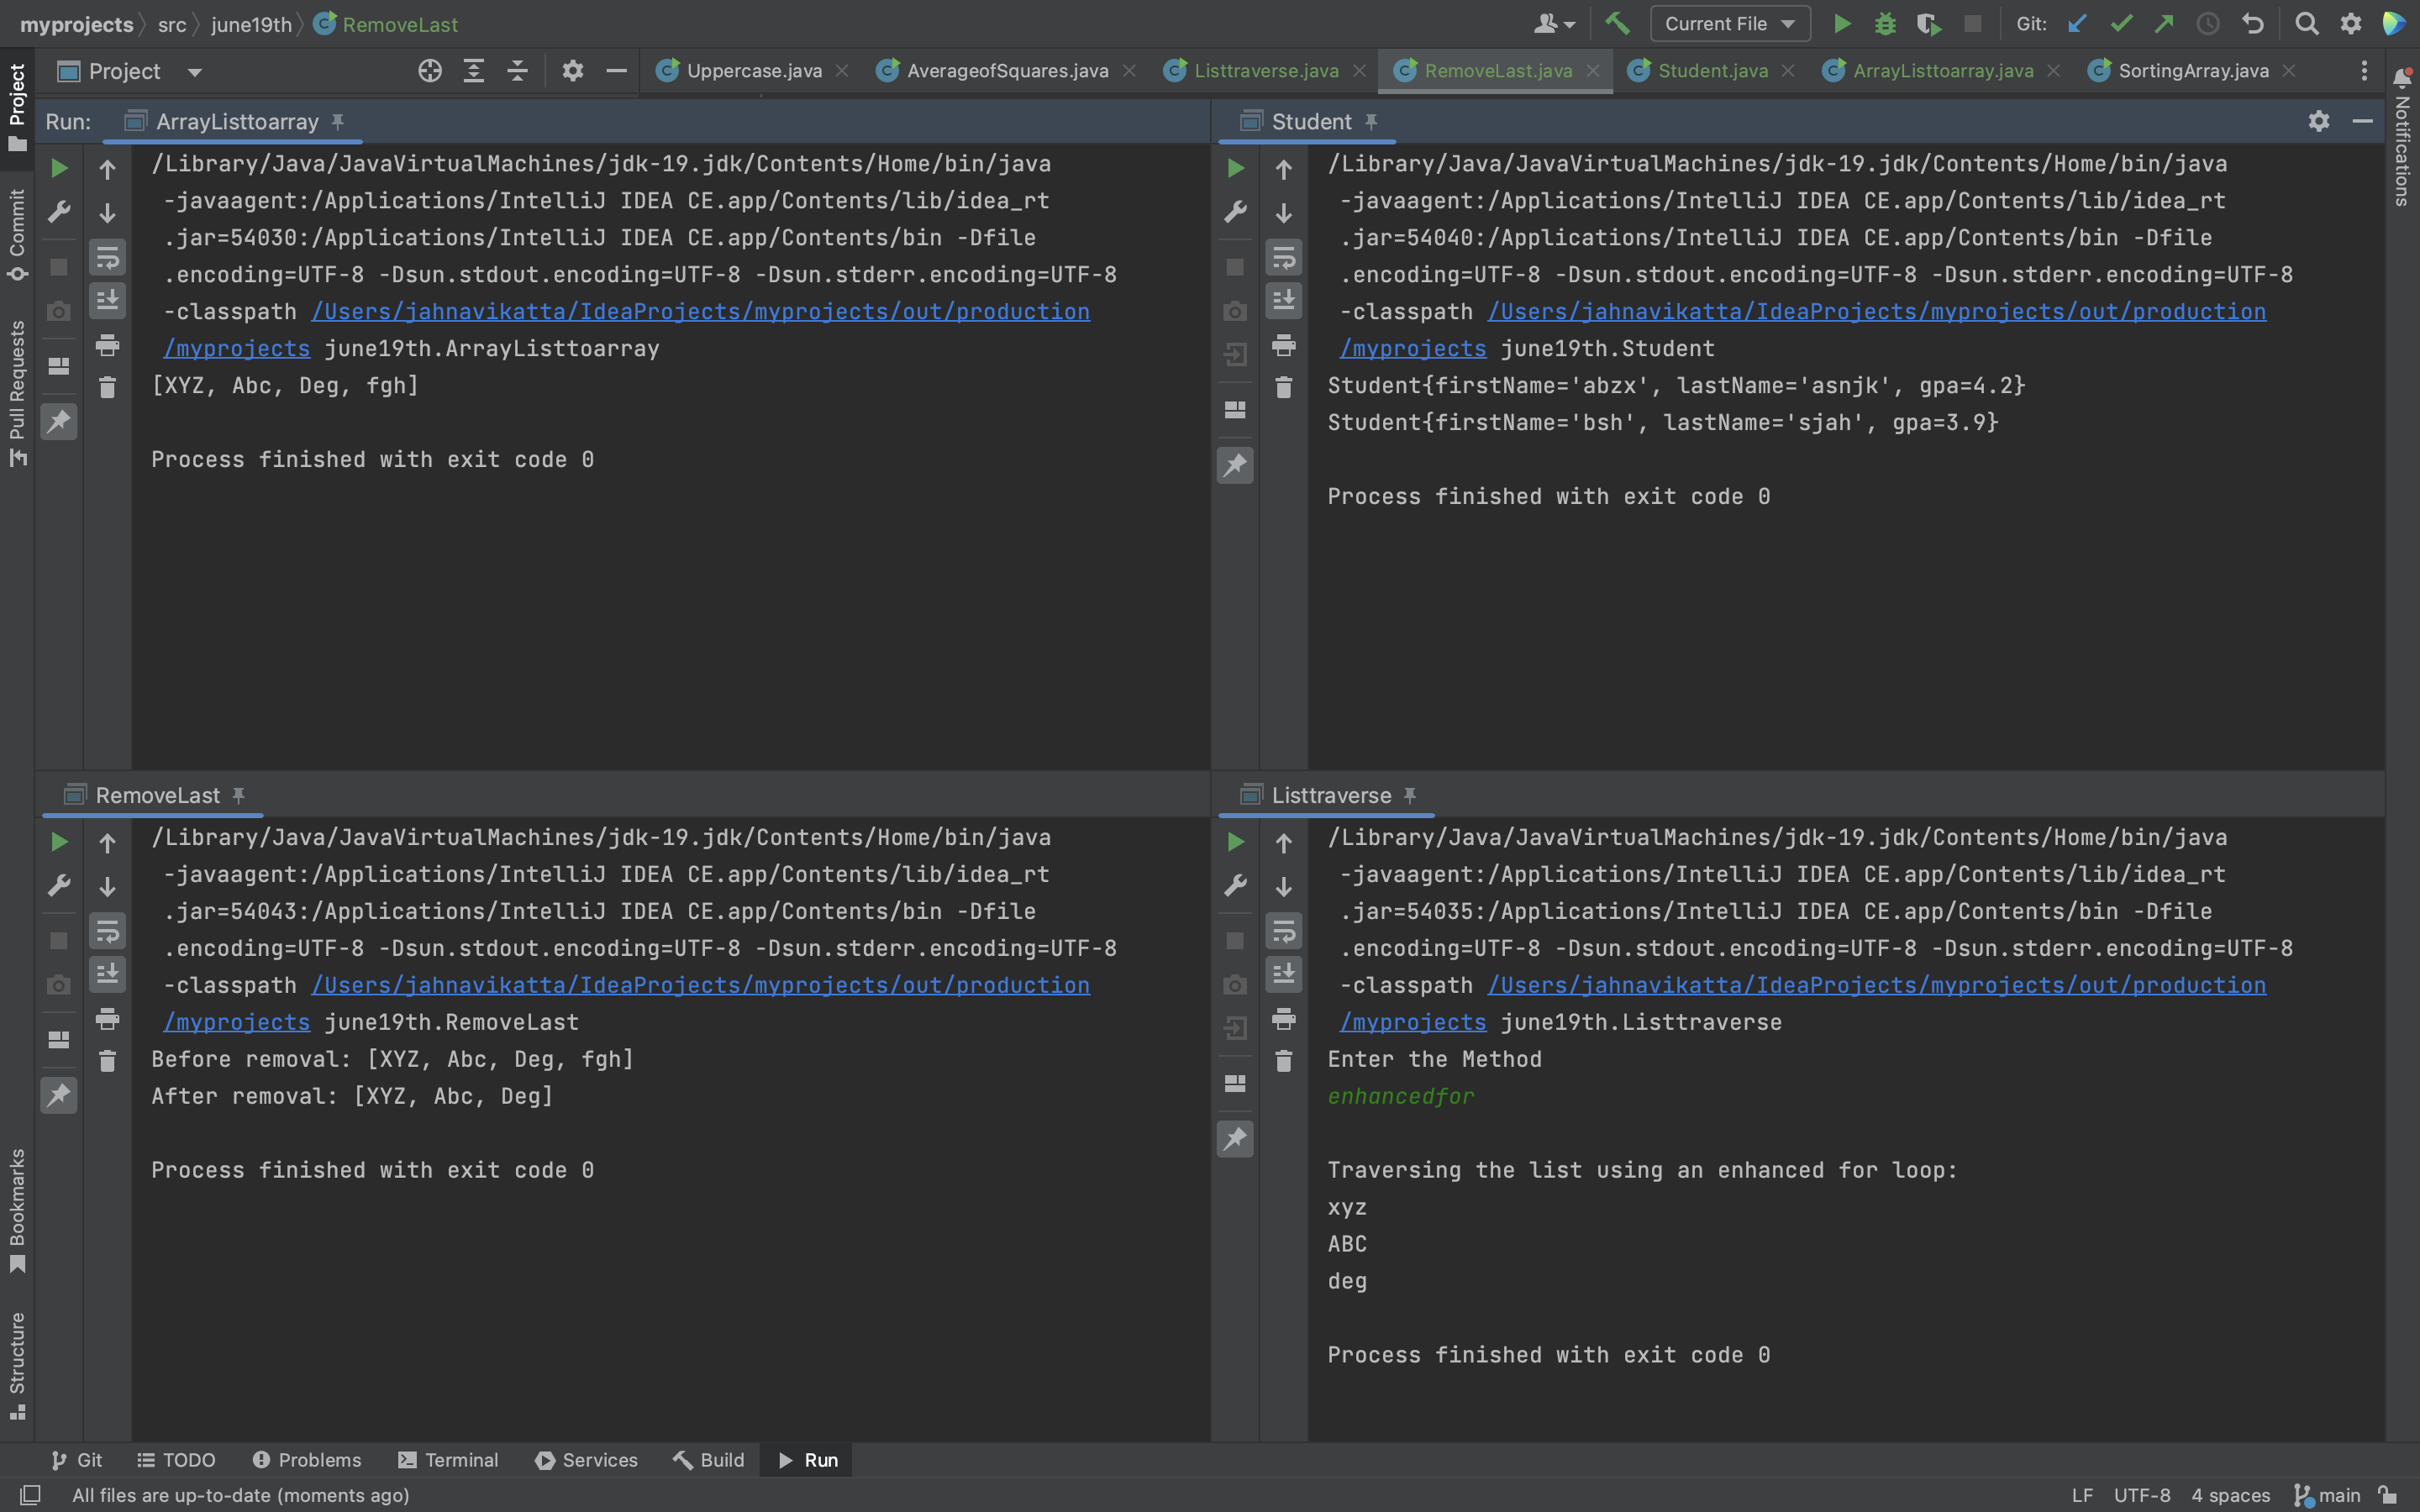 myprojects src june19th RemoveLast Current File Git:
Project Uppercase.java AverageofSquares.java Listtraverse.java RemoveLast.java Student.java ArrayListtoarray.java SortingArray.java
Project
Commit
Pull Requests
Bookmarks
Structure
Notifications
Run: ArrayListtoarray
/Library/Java/JavaVirtualMachines/jdk-19.jdk/Contents/Home/bin/java
-javaagent:/Applications/IntelliJ IDEA CE.app/Contents/lib/idea_rt
.jar=54030:/Applications/IntelliJ IDEA CE.app/Contents/bin -Dfile
.encoding=UTF-8 -Dsun.stdout.encoding=UTF-8 -Dsun.stderr.encoding=UTF-8
-classpath /Users/jahnavikatta/IdeaProjects/myprojects/out/production
/myprojects june19th.ArrayListtoarray
[XYZ, Abc, Deg, fgh]
Process finished with exit code 0
Student
/Library/Java/JavaVirtualMachines/jdk-19.jdk/Contents/Home/bin/java
-javaagent:/Applications/IntelliJ IDEA CE.app/Contents/lib/idea_rt
.jar=54040:/Applications/IntelliJ IDEA CE.app/Contents/bin -Dfile
.encoding=UTF-8 -Dsun.stdout.encoding=UTF-8 -Dsun.stderr.encoding=UTF-8
-classpath /Users/jahnavikatta/IdeaProjects/myprojects/out/production
/myprojects june19th.Student
Student{firstName='abzx', lastName='asnjk', gpa=4.2}
Student{firstName='bsh', lastName='sjah', gpa=3.9}
Process finished with exit code 0
RemoveLast
/Library/Java/JavaVirtualMachines/jdk-19.jdk/Contents/Home/bin/java
-javaagent:/Applications/IntelliJ IDEA CE.app/Contents/lib/idea_rt
.jar=54043:/Applications/IntelliJ IDEA CE.app/Contents/bin -Dfile
.encoding=UTF-8 -Dsun.stdout.encoding=UTF-8 -Dsun.stderr.encoding=UTF-8
-classpath /Users/jahnavikatta/IdeaProjects/myprojects/out/production
/myprojects june19th.RemoveLast
Before removal: [XYZ, Abc, Deg, fgh]
After removal: [XYZ, Abc, Deg]
Process finished with exit code 0
Listtraverse
/Library/Java/JavaVirtualMachines/jdk-19.jdk/Contents/Home/bin/java
-javaagent:/Applications/IntelliJ IDEA CE.app/Contents/lib/idea_rt
.jar=54035:/Applications/IntelliJ IDEA CE.app/Contents/bin -Dfile
.encoding=UTF-8 -Dsun.stdout.encoding=UTF-8 -Dsun.stderr.encoding=UTF-8
-classpath /Users/jahnavikatta/IdeaProjects/myprojects/out/production
/myprojects june19th.Listtraverse
Enter the Method
enhancedfor
Traversing the list using an enhanced for loop:
xyz
ABC
deg
Process finished with exit code 0
Git TODO Problems Terminal Services Build Run
All files are up-to-date (moments ago) LF UTF-8 4 spaces main